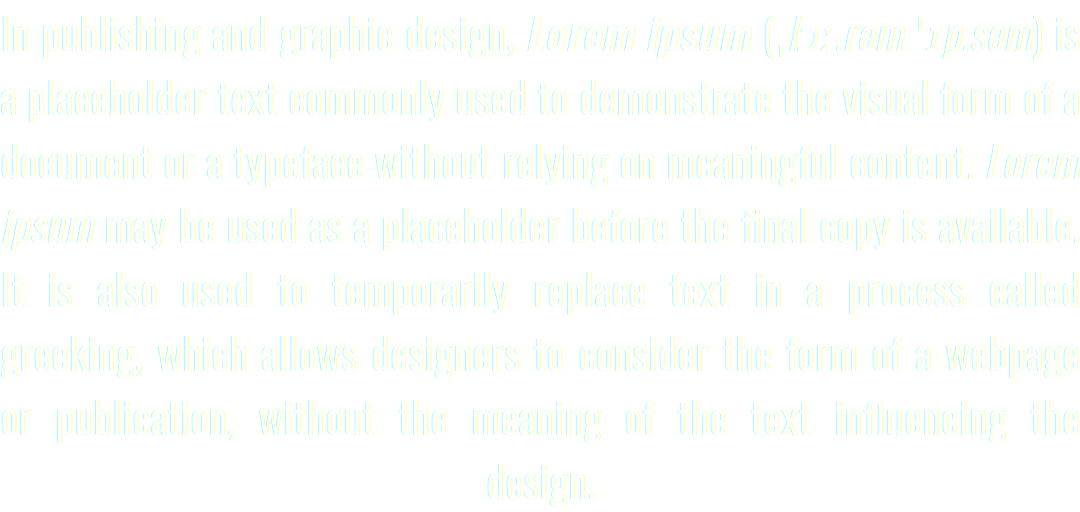 In publishing and graphic design, Lorem ipsum (ˌlɔː.rəm ˈɪp.səm) is
a placeholder text commonly used to demonstrate the visual form of a
document or a typeface without relying on meaningful content. Lorem
ipsum may be used as a placeholder before the final copy is available.
It is also used to temporarily replace text in a process called
greeking, which allows designers to consider the form of a webpage
or publication, without the meaning of the text influencing the
design.